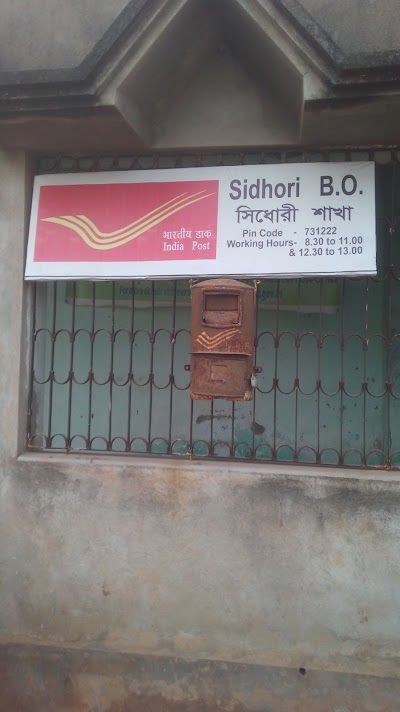 भारतीय डाक
India Post
Sidhori B.O.
সিধোরী শাখা
Pin Code - 731222
Working Hours- 8.30 to 11.00
& 12.30 to 13.00